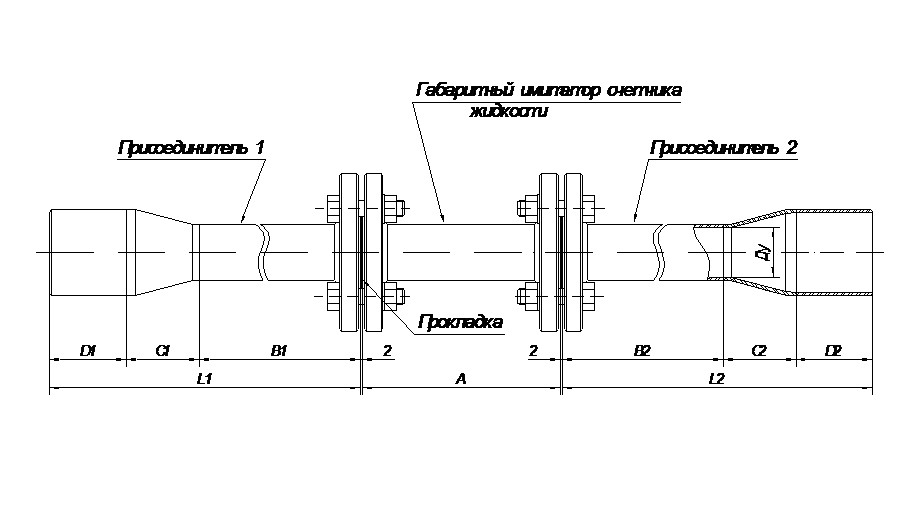 Габаритный имитатор счетчика
жидкости
Присоединитель 1
Присоединитель 2
Ду
Прокладка
D1 C1 B1 2 2 B2 C2 D2
L1 A L2